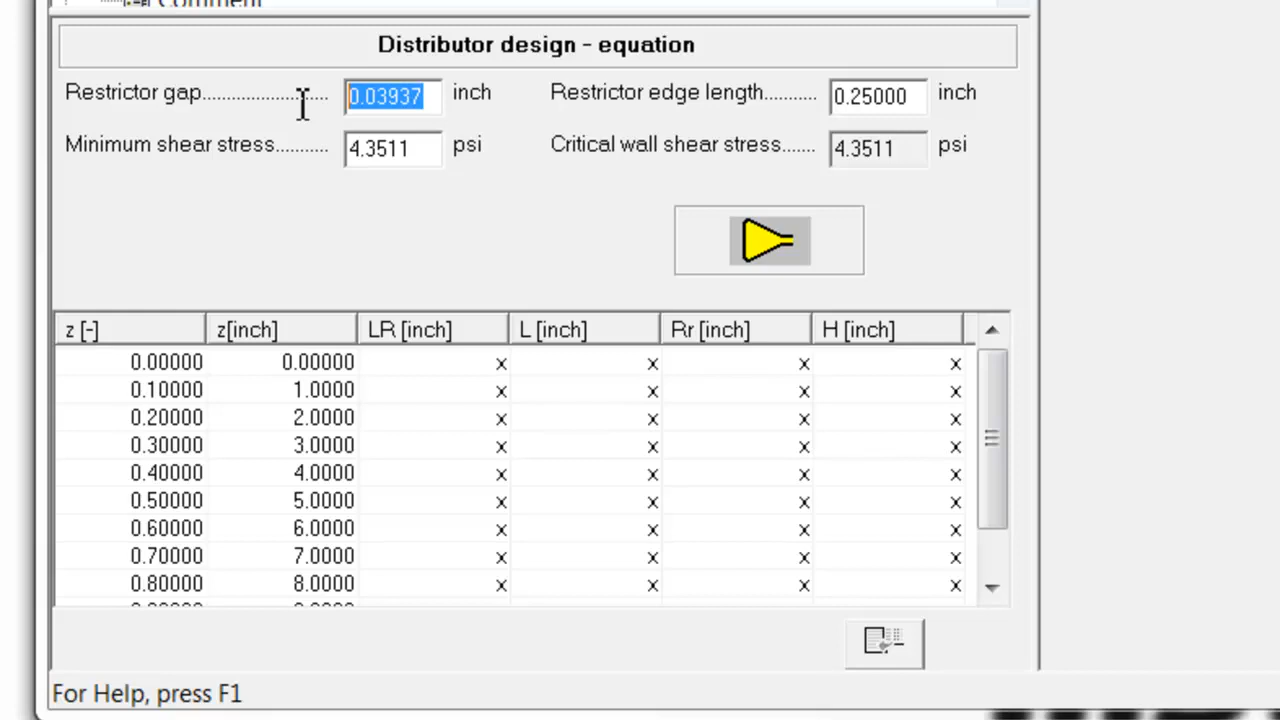 Comment
Distributor design - equation
Restrictor gap....................... 0.03937 inch Restrictor edge length.......... 0.25000 inch
Minimum shear stress.......... 4.3511 psi Critical wall shear stress...... 4.3511 psi
z [-] z[inch] LR [inch] L [inch] Rr [inch] H [inch]
0.00000 0.00000 x x x x
0.10000 1.0000 x x x x
0.20000 2.0000 x x x x
0.30000 3.0000 x x x x
0.40000 4.0000 x x x x
0.50000 5.0000 x x x x
0.60000 6.0000 x x x x
0.70000 7.0000 x x x x
0.80000 8.0000 x x x x
For Help, press F1